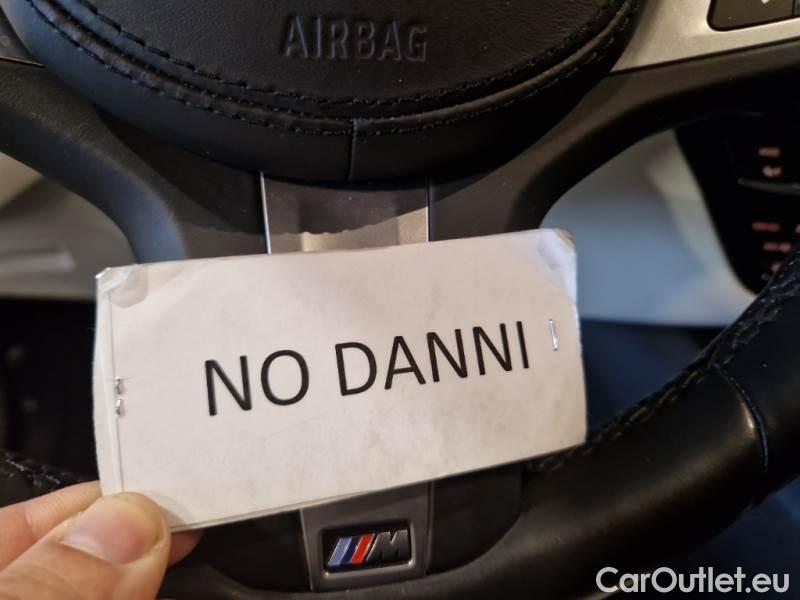 AIRBAG
NO DANNI
M
CarOutlet.eu